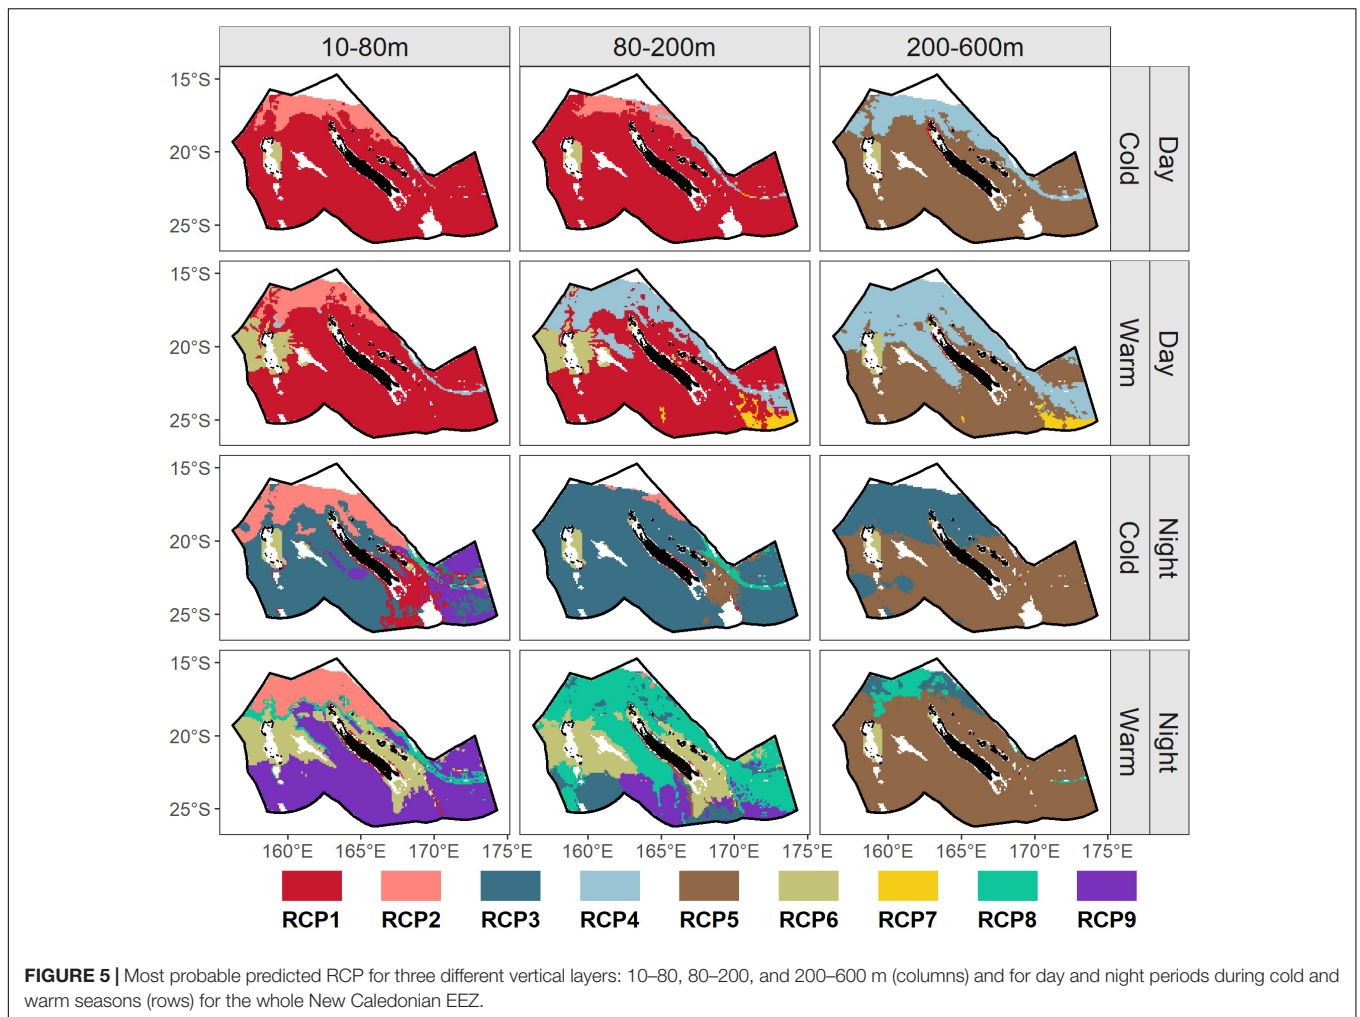 10-80m 80-200m 200-600m
15°S
20°S
25°S
Day
Cold
15°S
20°S
25°S
Day
Warm
15°S
20°S
25°S
Night
Cold
15°S
20°S
25°S
Night
Warm
160°E 165°E 170°E 175°E 160°E 165°E 170°E 175°E 160°E 165°E 170°E 175°E
RCP1 RCP2 RCP3 RCP4 RCP5 RCP6 RCP7 RCP8 RCP9
FIGURE 5 | Most probable predicted RCP for three different vertical layers: 10–80, 80–200, and 200–600 m (columns) and for day and night periods during cold and
warm seasons (rows) for the whole New Caledonian EEZ.